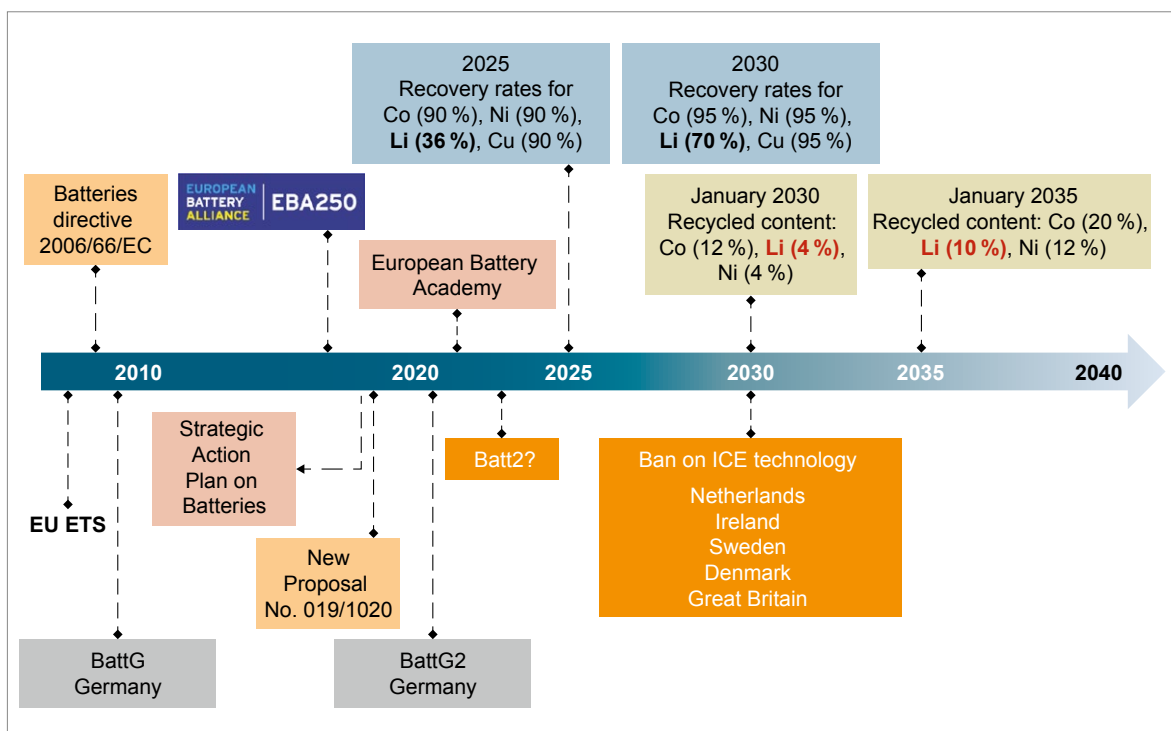 2025
Recovery rates for
Co (90 %), Ni (90 %),
Li (36 %), Cu (90 %)
2030
Recovery rates for
Co (95 %), Ni (95 %),
Li (70 %), Cu (95 %)
Batteries
directive
2006/66/EC
EUROPEAN
BATTERY
ALLIANCE
EBA250
European Battery
Academy
January 2030
Recycled content:
Co (12 %), Li (4 %),
Ni (4 %)
January 2035
Recycled content: Co (20 %),
Li (10 %), Ni (12 %)
2010
2020
2025
2030
2035
2040
EU ETS
Strategic
Action
Plan on
Batteries
New
Proposal
No. 019/1020
Batt2?
Ban on ICE technology
Netherlands
Ireland
Sweden
Denmark
Great Britain
BattG
Germany
BattG2
Germany